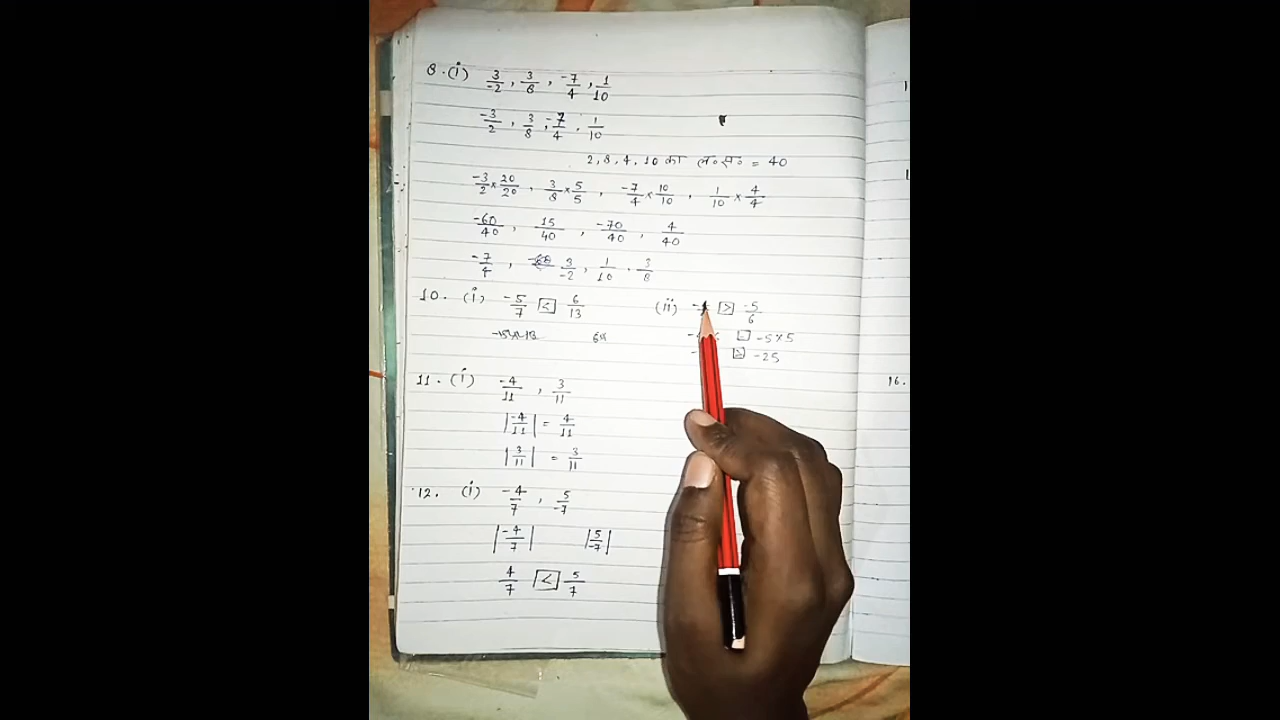 8. (i) 3/-2, 3/8, -7/4, 1/10
-3/2, 3/8, -7/4, 1/10
2, 8, 4, 10 का ल॰स॰ = 40
-3/2 × 20/20, 3/8 × 5/5, -7/4 × 10/10, 1/10 × 4/4
-60/40, 15/40, -70/40, 4/40
-7/4, 3/-2, 1/10, 3/8
10. (i) -5/7 < 6/13
(ii) > -5/6
-5×5
> -25
11. (i) -4/11, 3/11
|-4/11| = 4/11
|3/11| = 3/11
12. (i) -4/7, 5/-7
|-4/7| |5/-7|
4/7 < 5/7
16.